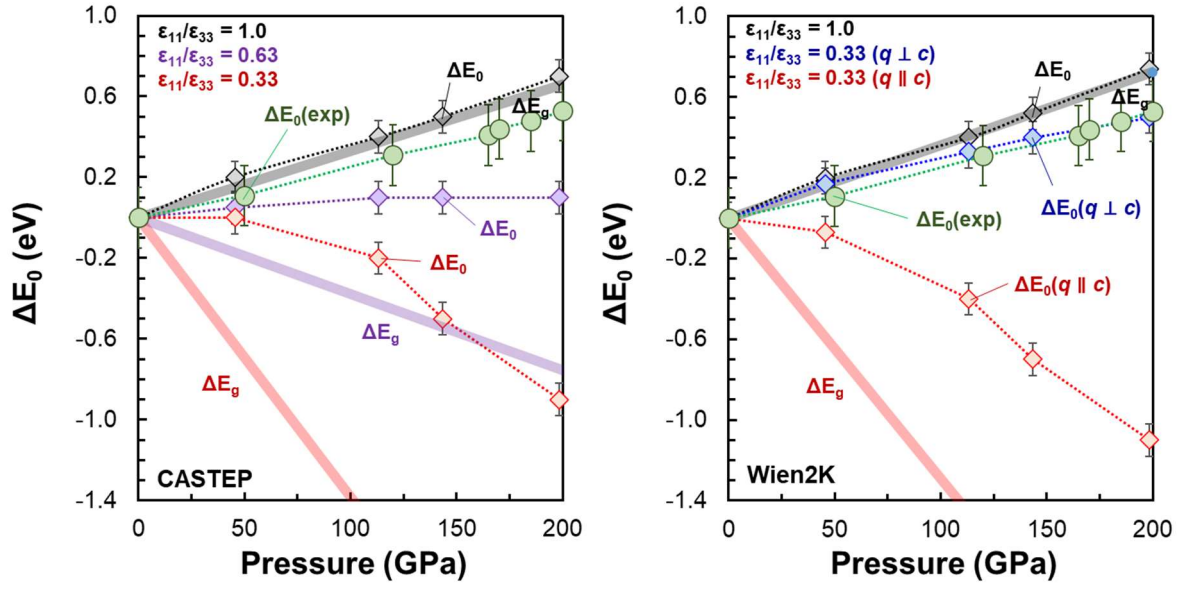 ε₁₁/ε₃₃ = 1.0
ε₁₁/ε₃₃ = 0.63
ε₁₁/ε₃₃ = 0.33
ΔE₀
ΔE₀(exp)
ΔEg
ΔE₀
ΔE₀
ΔEg
ΔEg
CASTEP
1.0
0.6
0.2
-0.2
-0.6
-1.0
-1.4
ΔE₀ (eV)
0
50
100
150
200
Pressure (GPa)
ε₁₁/ε₃₃ = 1.0
ε₁₁/ε₃₃ = 0.33 (q ⊥ c)
ε₁₁/ε₃₃ = 0.33 (q ∥ c)
ΔE₀
ΔEg
ΔE₀(q ⊥ c)
ΔE₀(exp)
ΔE₀(q ∥ c)
ΔEg
Wien2K
1.0
0.6
0.2
-0.2
-0.6
-1.0
-1.4
ΔE₀ (eV)
0
50
100
150
200
Pressure (GPa)